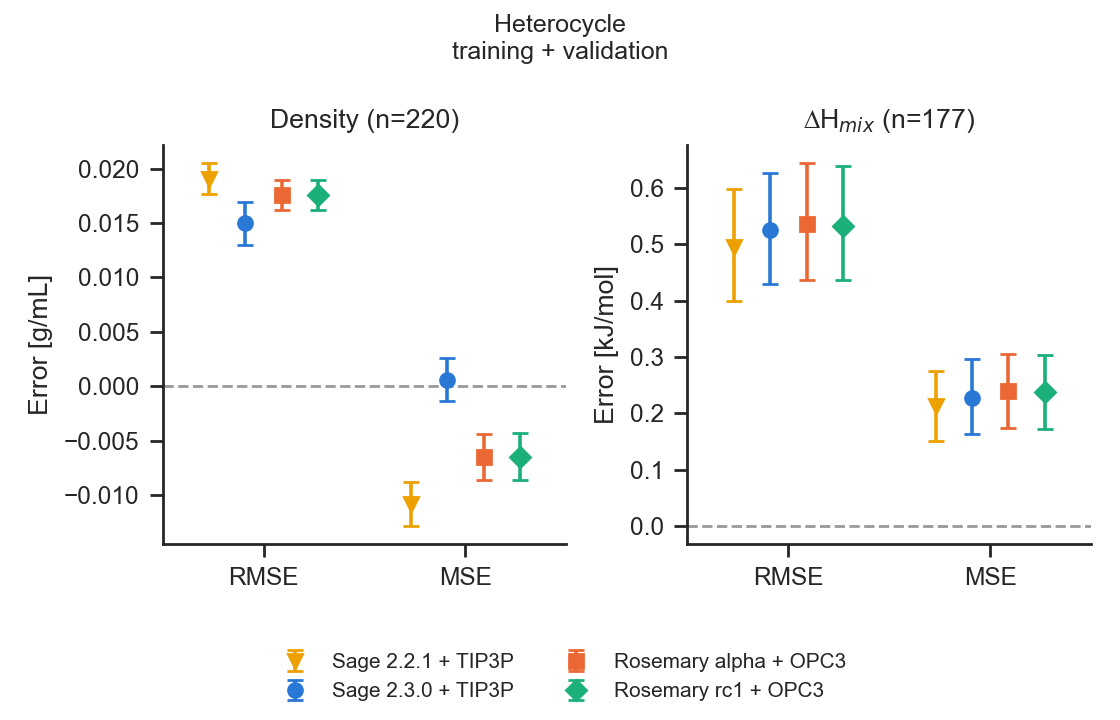 Heterocycle
training + validation
Density (n=220)
Error [g/mL]
0.020
0.015
0.010
0.005
0.000
−0.005
−0.010
RMSE
MSE
ΔH_mix (n=177)
Error [kJ/mol]
0.6
0.5
0.4
0.3
0.2
0.1
0.0
RMSE
MSE
Sage 2.2.1 + TIP3P
Sage 2.3.0 + TIP3P
Rosemary alpha + OPC3
Rosemary rc1 + OPC3